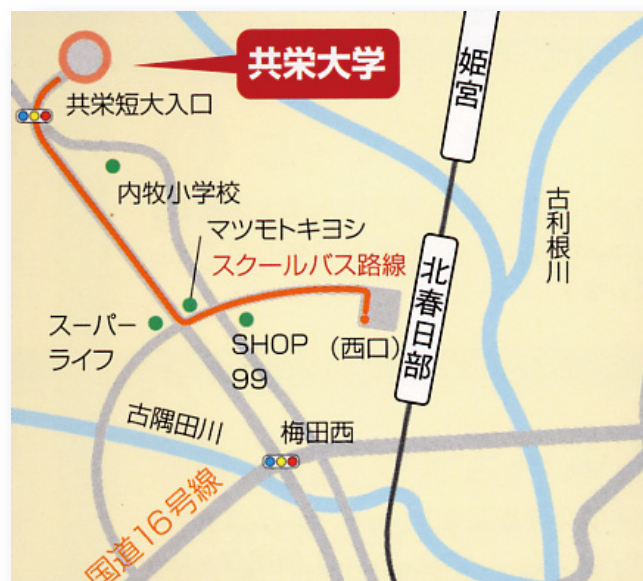 共栄大学
姫宮
共栄短大入口
内牧小学校
古利根川
マツモトキヨシ
スクールバス路線
北春日部
スーパー
ライフ
SHOP
99
(西口)
古隅田川
梅田西
国道16号線